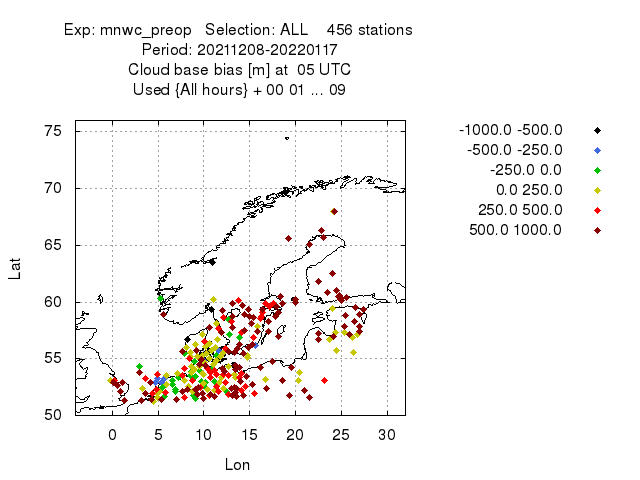 Exp: mnwc_preop   Selection: ALL    456 stations
Period: 20211208-20220117
Cloud base bias [m] at  05 UTC
Used {All hours} + 00 01 ... 09
-1000.0 -500.0
-500.0 -250.0
-250.0 0.0
0.0 250.0
250.0 500.0
500.0 1000.0
Lat
75
70
65
60
55
50
0 5 10 15 20 25 30
Lon